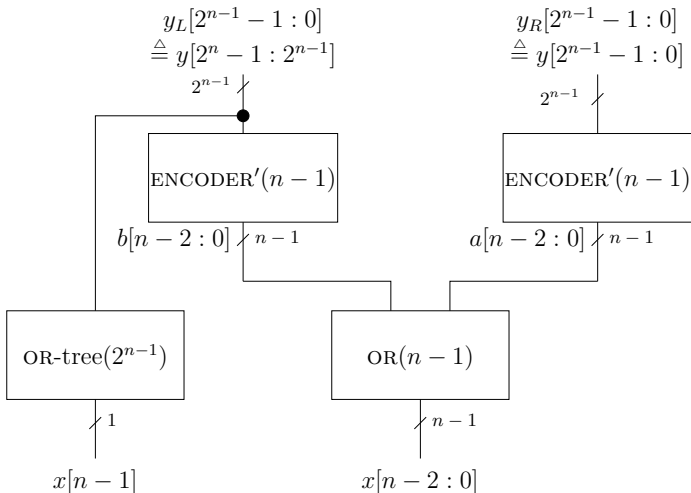 y_L[2^{n-1} − 1 : 0]
≜ y[2^n − 1 : 2^{n-1}]
2^{n-1}
y_R[2^{n-1} − 1 : 0]
≜ y[2^{n-1} − 1 : 0]
2^{n-1}
ENCODER′(n − 1)
ENCODER′(n − 1)
b[n − 2 : 0]
n − 1
a[n − 2 : 0]
n − 1
OR-tree(2^{n-1})
OR(n − 1)
1
n − 1
x[n − 1]
x[n − 2 : 0]